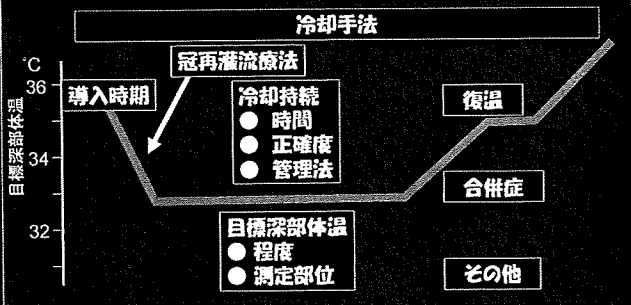 冷却手法
℃
36
34
32
目標深部体温
導入時期
冠再灌流療法
冷却持続
● 時間
● 正確度
● 管理法
復温
合併症
目標深部体温
● 程度
● 測定部位
その他